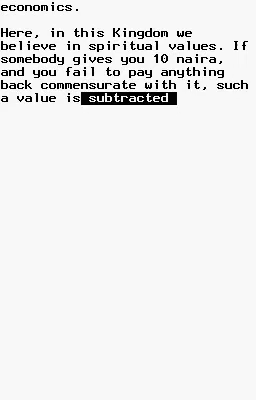 economics.
Here, in this Kingdom we
believe in spiritual values. If
somebody gives you 10 naira,
and you fail to pay anything
back commensurate with it, such
a value is subtracted